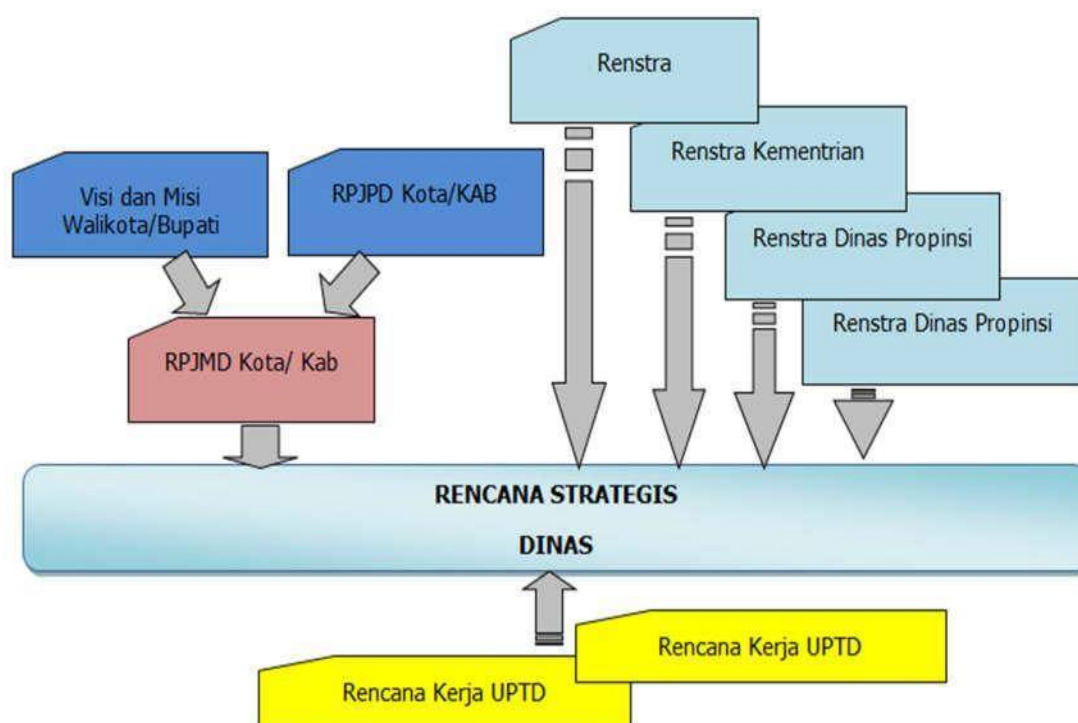 Renstra
Renstra Kementrian
Visi dan Misi
Walikota/Bupati
RPJPD Kota/KAB
Renstra Dinas Propinsi
Renstra Dinas Propinsi
RPJMD Kota/ Kab
RENCANA STRATEGIS
DINAS
Rencana Kerja UPTD
Rencana Kerja UPTD